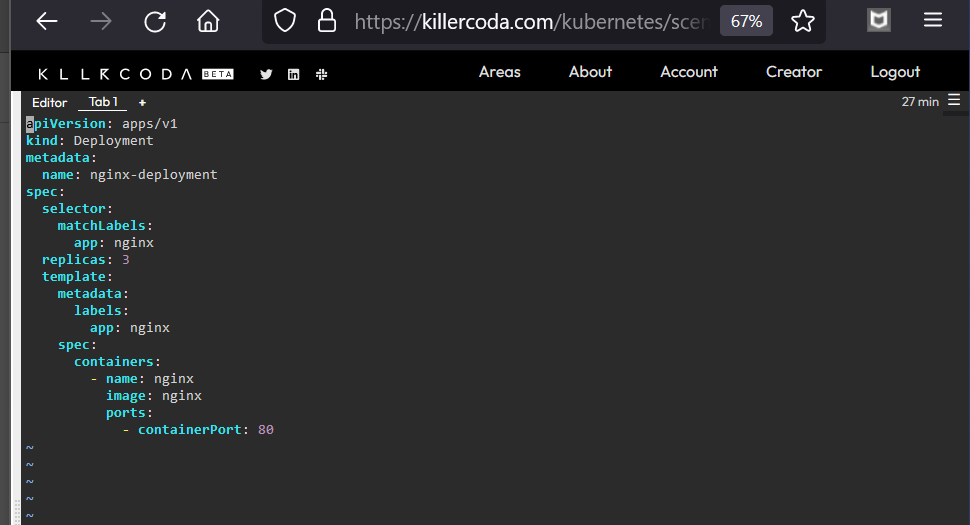 https://killercoda.com/kubernetes/scen
67%
KLLRCODA BETA
Areas About Account Creator Logout
Editor Tab 1 +
27 min
apiVersion: apps/v1
kind: Deployment
metadata:
  name: nginx-deployment
spec:
  selector:
    matchLabels:
      app: nginx
  replicas: 3
  template:
    metadata:
      labels:
        app: nginx
    spec:
      containers:
        - name: nginx
          image: nginx
          ports:
            - containerPort: 80
~
~
~
~
~